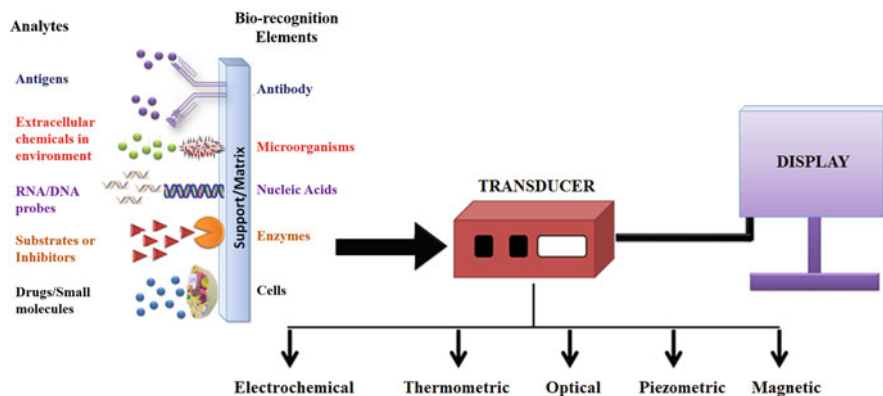 Analytes
Bio-recognition
Elements
Antigens
Antibody
Extracellular
chemicals in
environment
Microorganisms
RNA/DNA
probes
Nucleic Acids
Substrates or
Inhibitors
Enzymes
Drugs/Small
molecules
Cells
Support/Matrix
TRANSDUCER
DISPLAY
Electrochemical
Thermometric
Optical
Piezometric
Magnetic